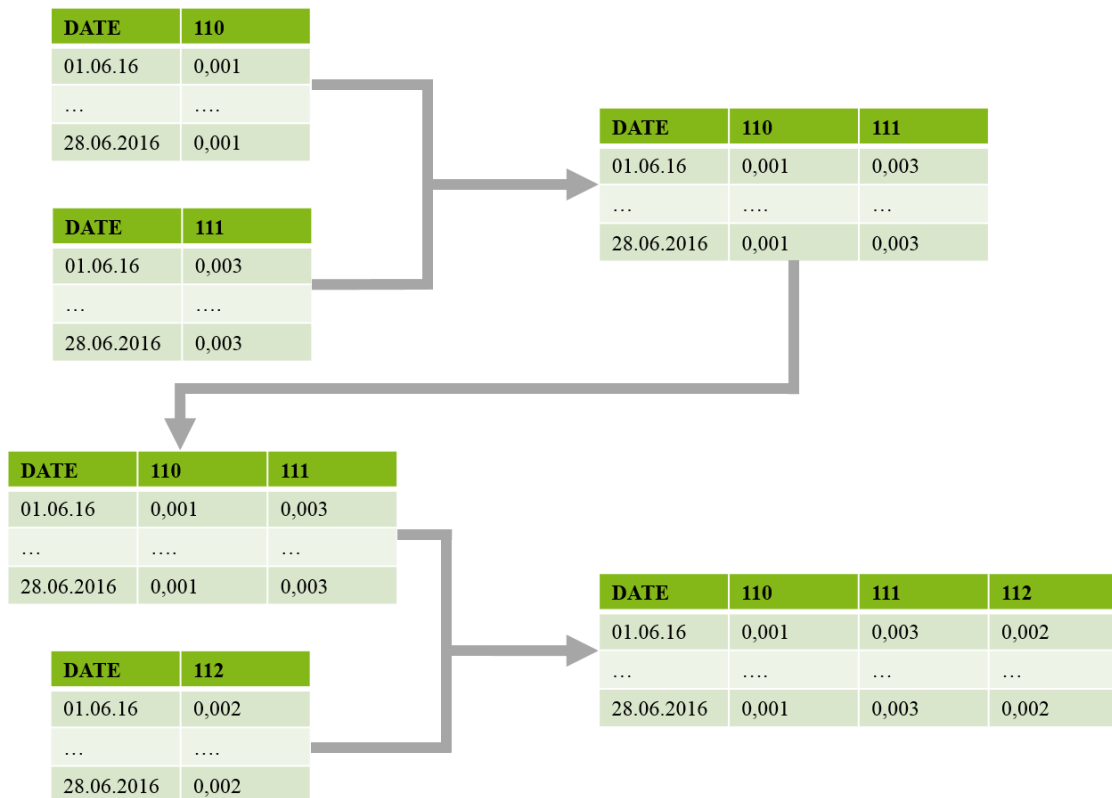 DATE 110
01.06.16 0,001
… ….
28.06.2016 0,001
DATE 111
01.06.16 0,003
… ….
28.06.2016 0,003
DATE 110 111
01.06.16 0,001 0,003
… …. …
28.06.2016 0,001 0,003
DATE 110 111
01.06.16 0,001 0,003
… …. …
28.06.2016 0,001 0,003
DATE 112
01.06.16 0,002
… ….
28.06.2016 0,002
DATE 110 111 112
01.06.16 0,001 0,003 0,002
… …. … …
28.06.2016 0,001 0,003 0,002